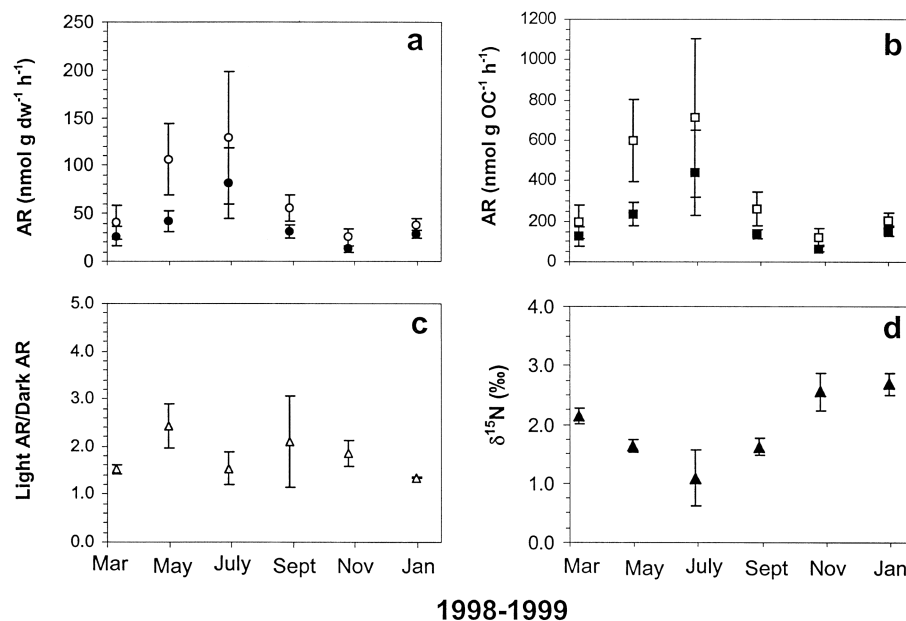 a
AR (nmol g dw⁻¹ h⁻¹)
250
200
150
100
50
0
b
AR (nmol g OC⁻¹ h⁻¹)
1200
1000
800
600
400
200
0
c
Light AR/Dark AR
5.0
4.0
3.0
2.0
1.0
0.0
Mar May July Sept Nov Jan
d
δ¹⁵N (‰)
4.0
3.0
2.0
1.0
0.0
Mar May July Sept Nov Jan
1998-1999